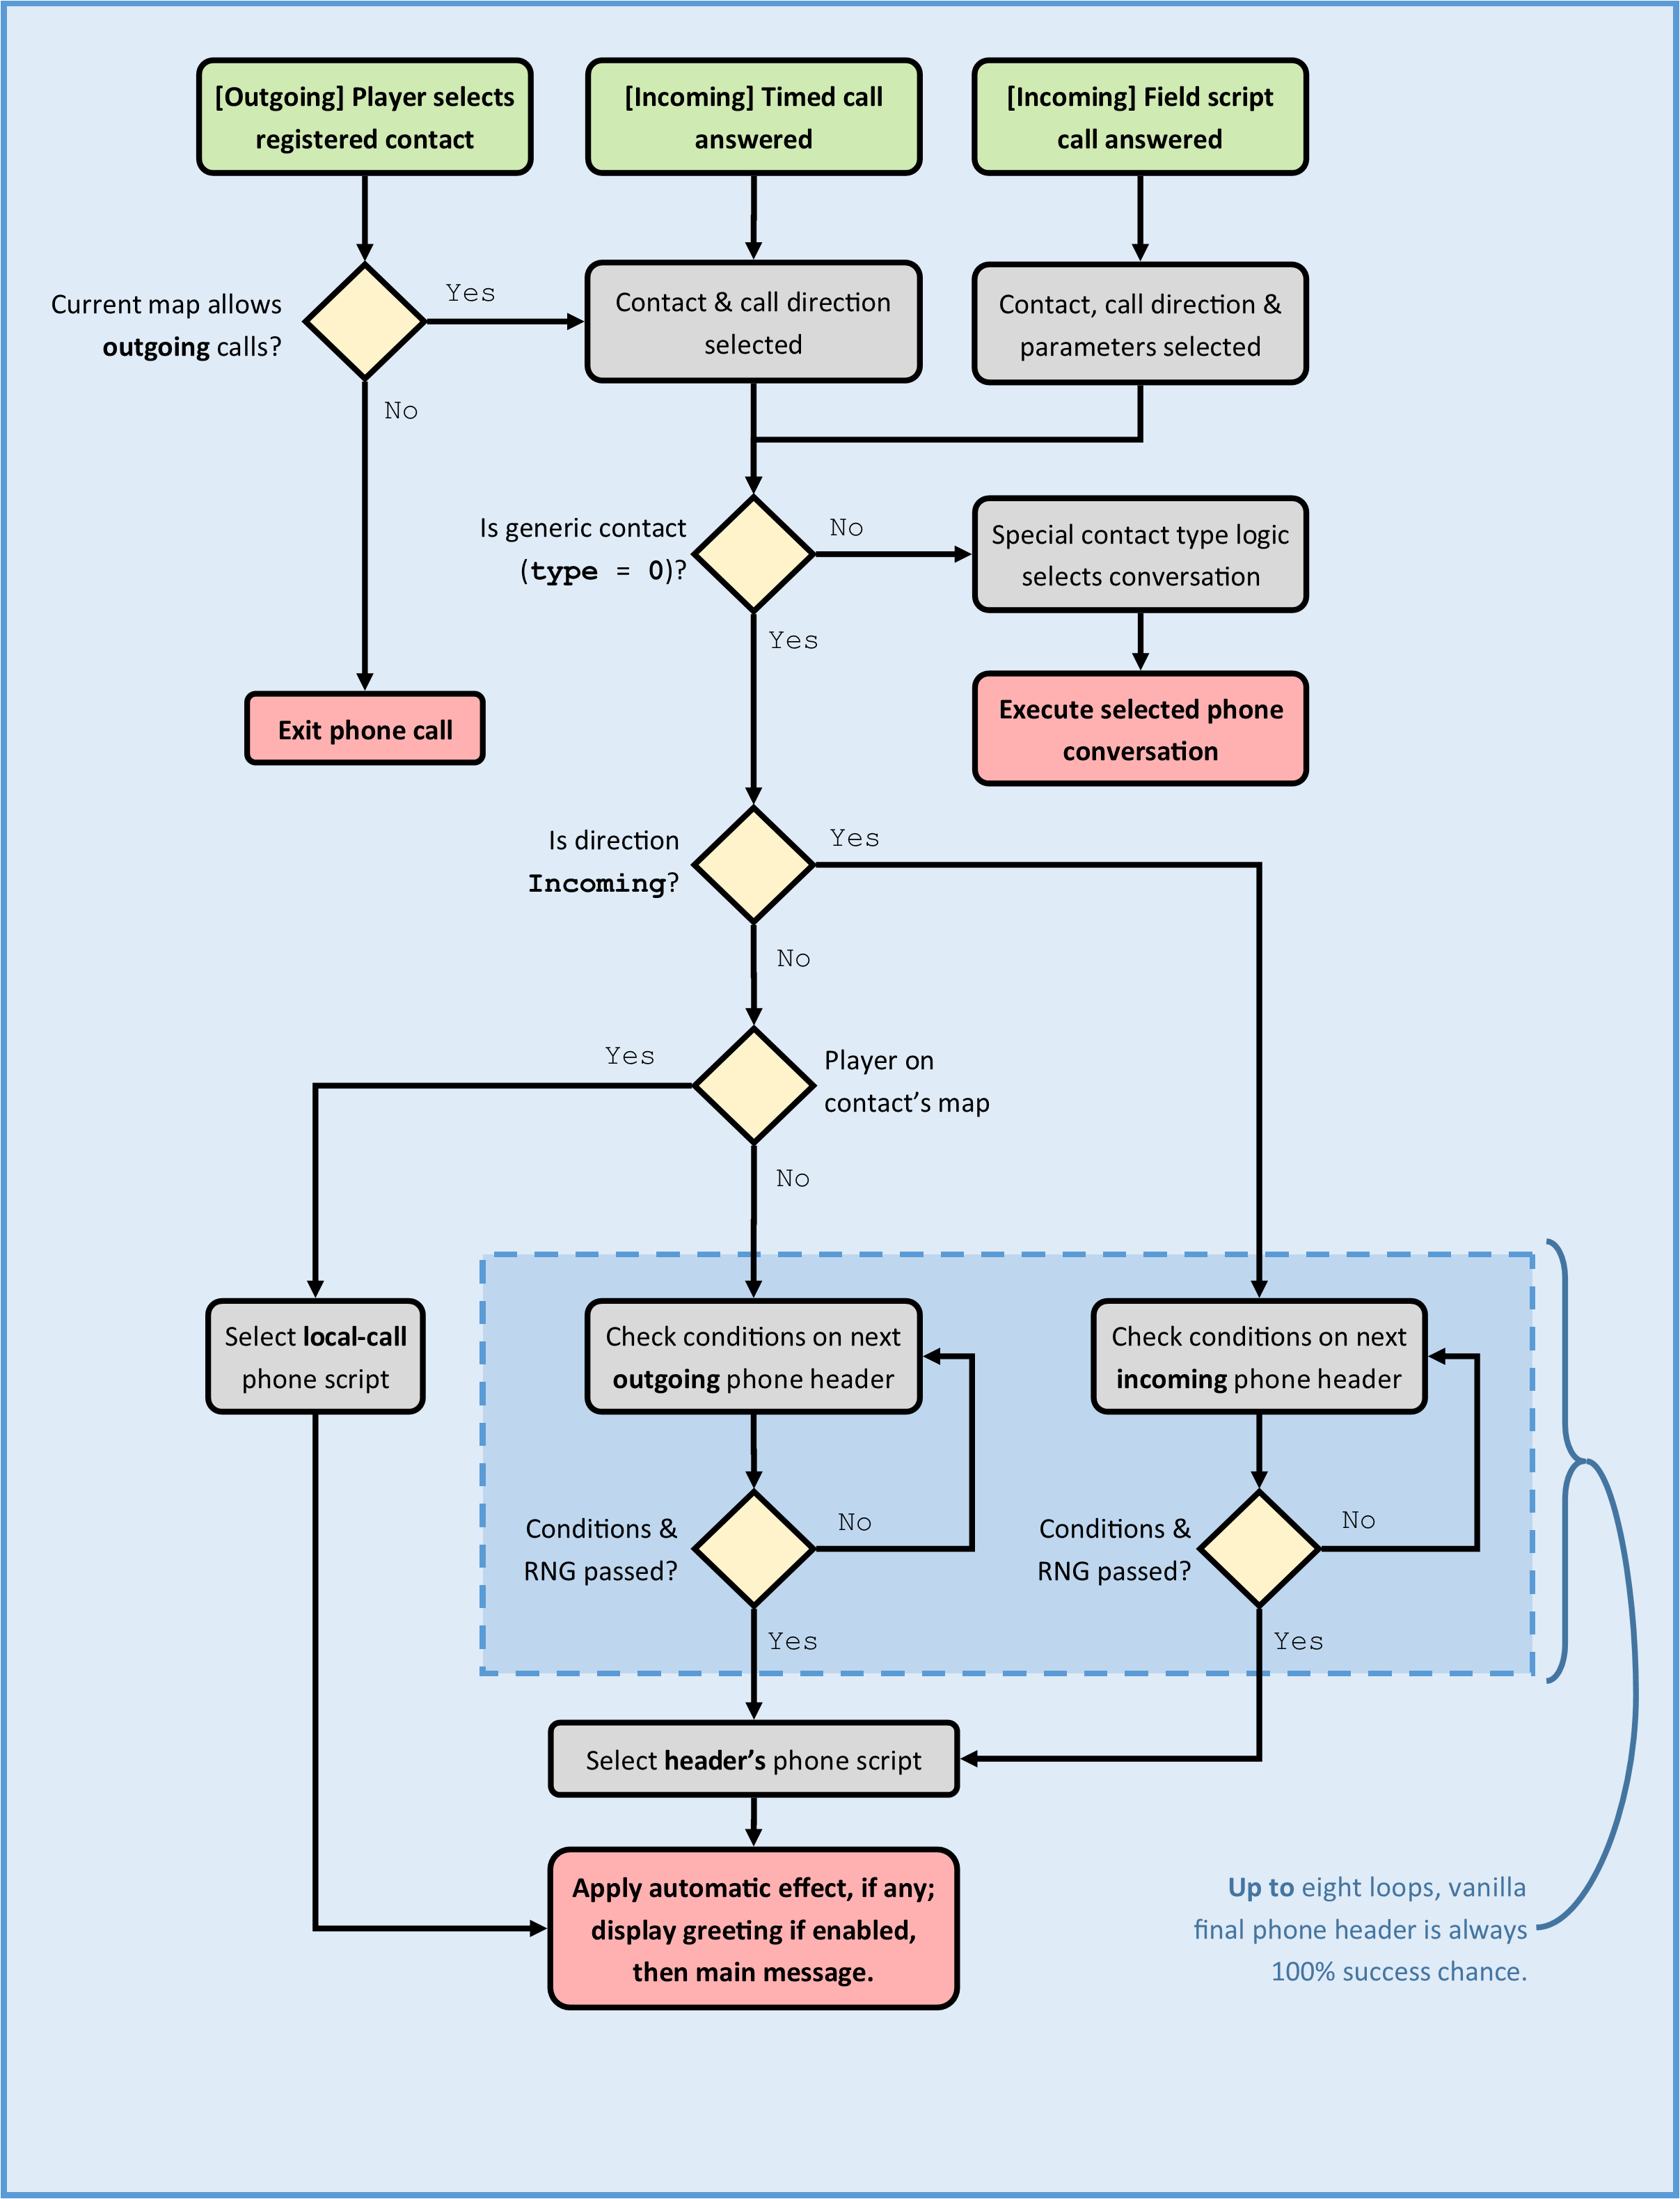 [Outgoing] Player selects
registered contact
[Incoming] Timed call
answered
[Incoming] Field script
call answered
Current map allows
outgoing calls?
Yes
No
Contact & call direction
selected
Contact, call direction &
parameters selected
Is generic contact
(type = 0)?
No
Yes
Special contact type logic
selects conversation
Exit phone call
Execute selected phone
conversation
Is direction
Incoming?
Yes
No
Yes
Player on
contact’s map
No
Select local-call
phone script
Check conditions on next
outgoing phone header
Check conditions on next
incoming phone header
Conditions &
RNG passed?
No
Yes
Conditions &
RNG passed?
No
Yes
Select header’s phone script
Apply automatic effect, if any;
display greeting if enabled,
then main message.
Up to eight loops, vanilla
final phone header is always
100% success chance.